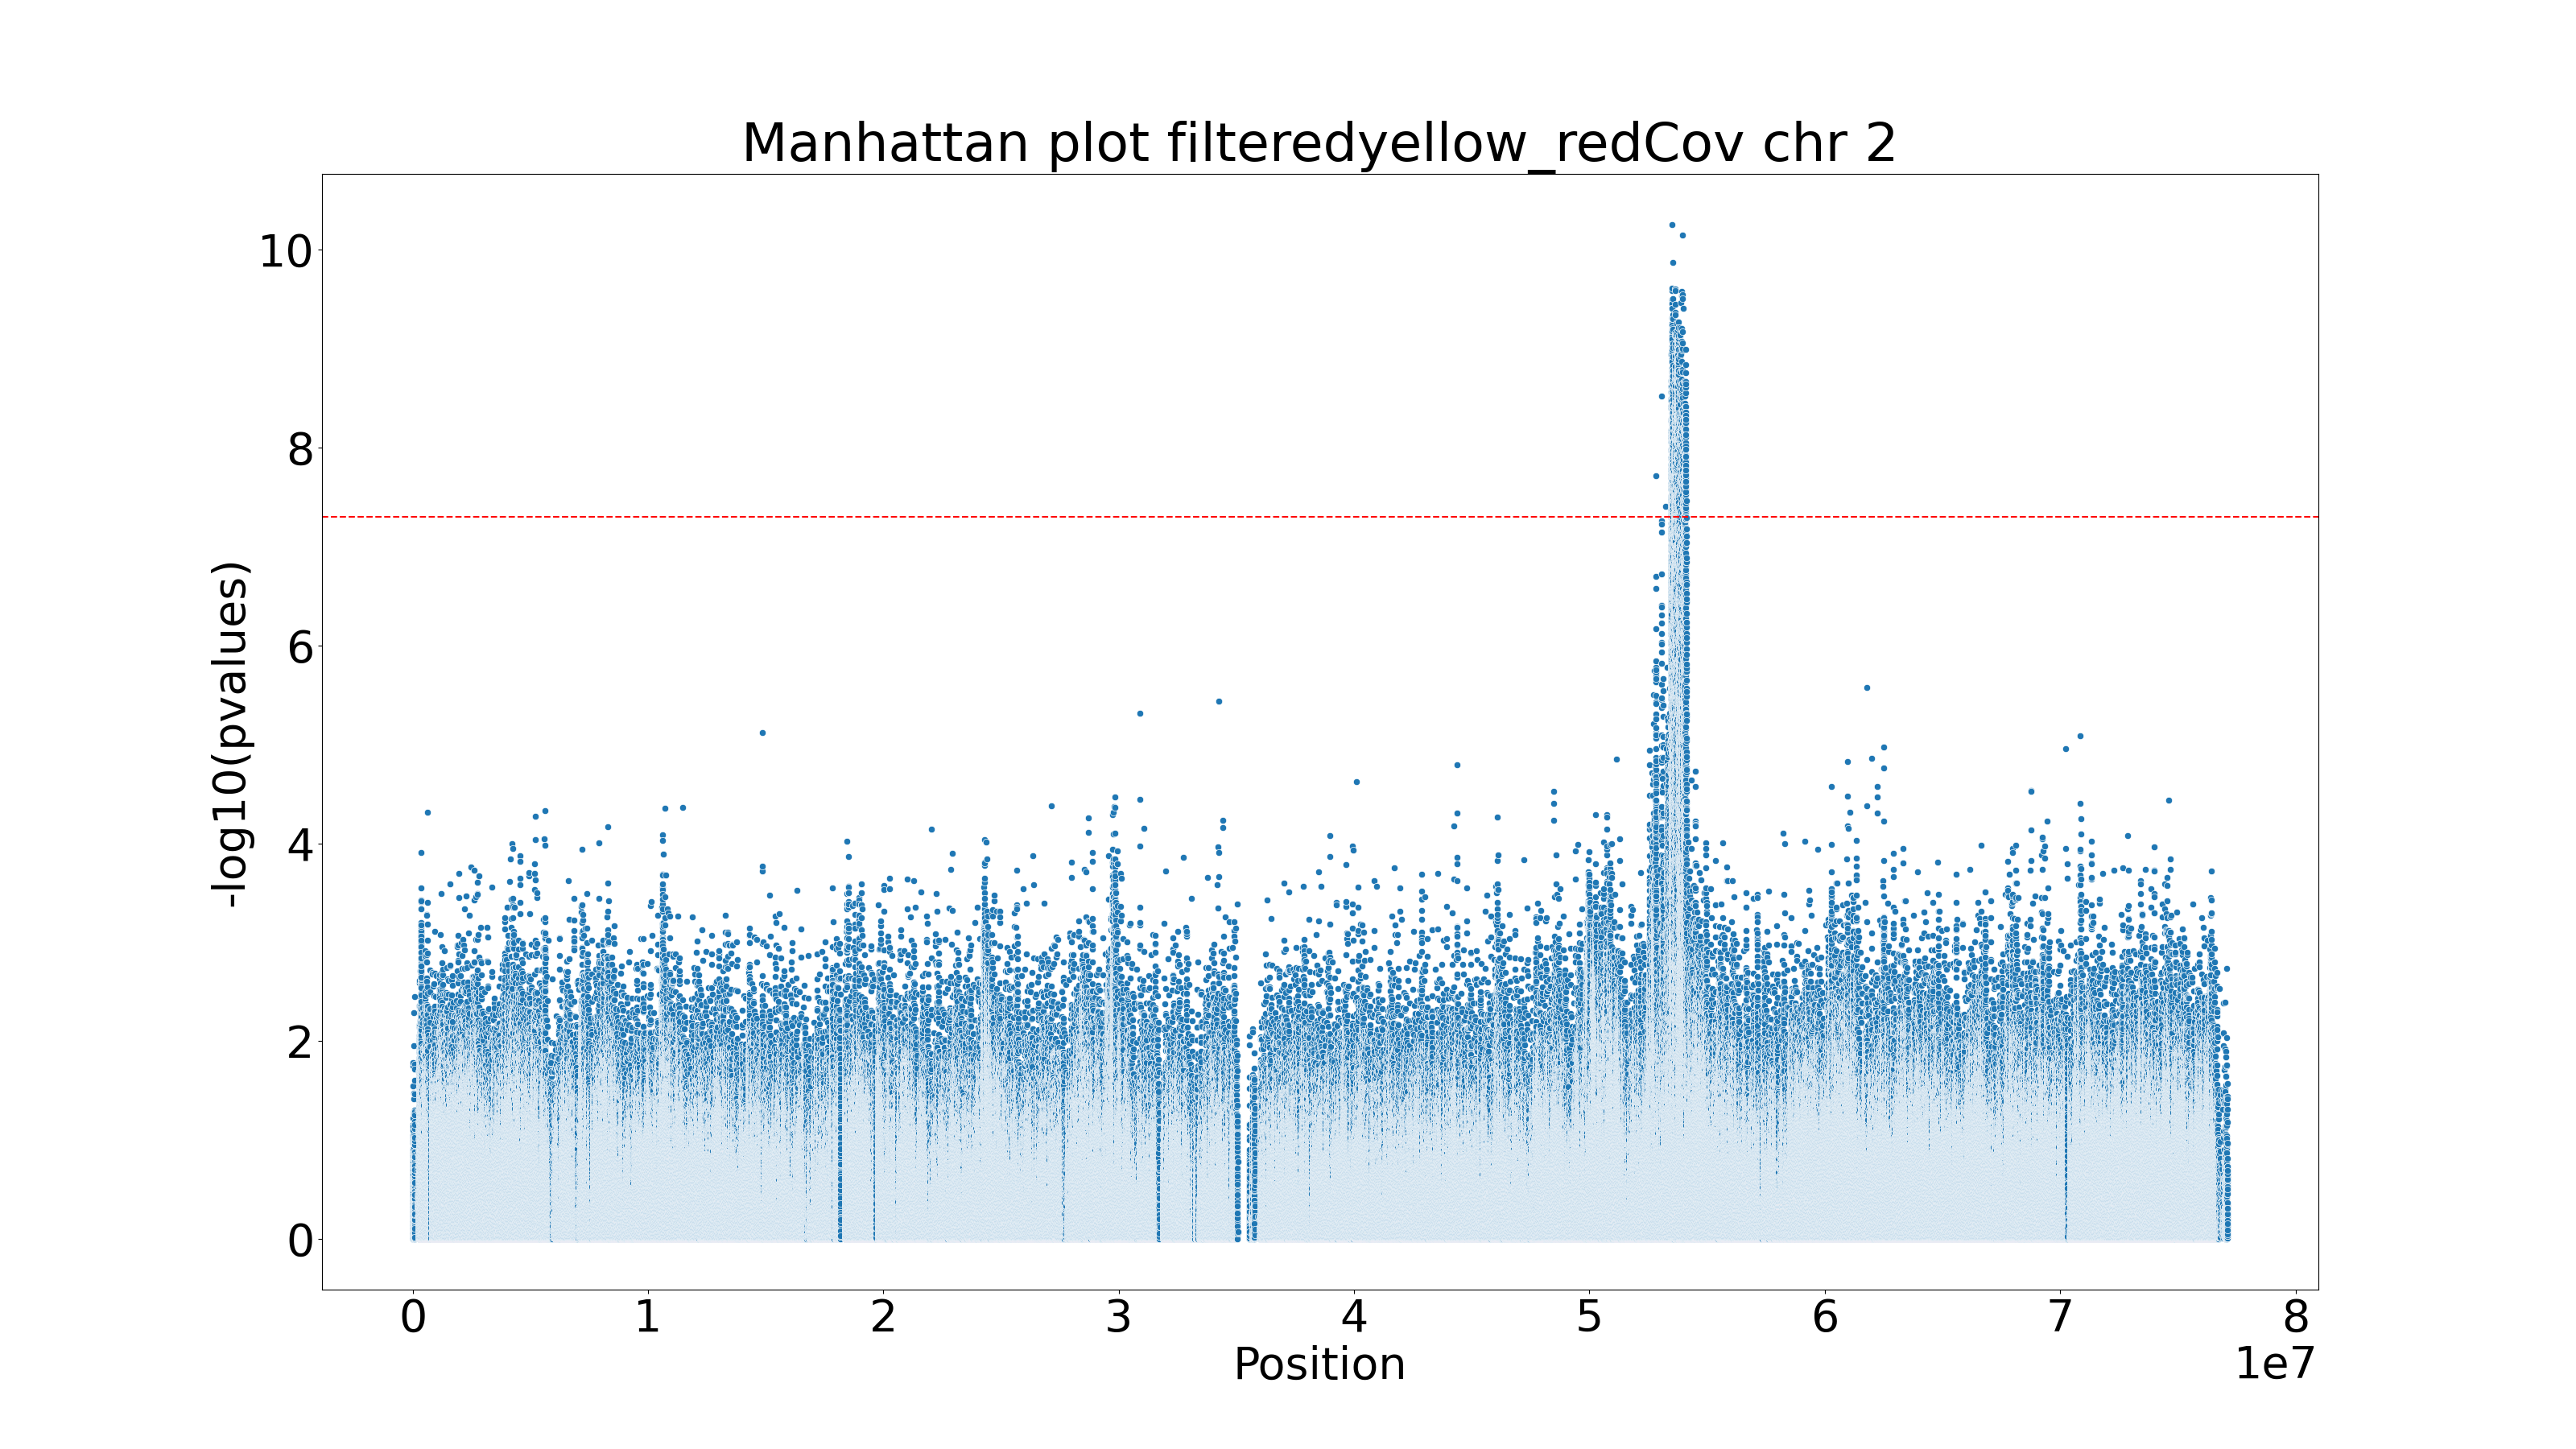 Manhattan plot filteredyellow_redCov chr 2
10
8
6
4
2
0
-log10(pvalues)
0 1 2 3 4 5 6 7 8
1e7
Position